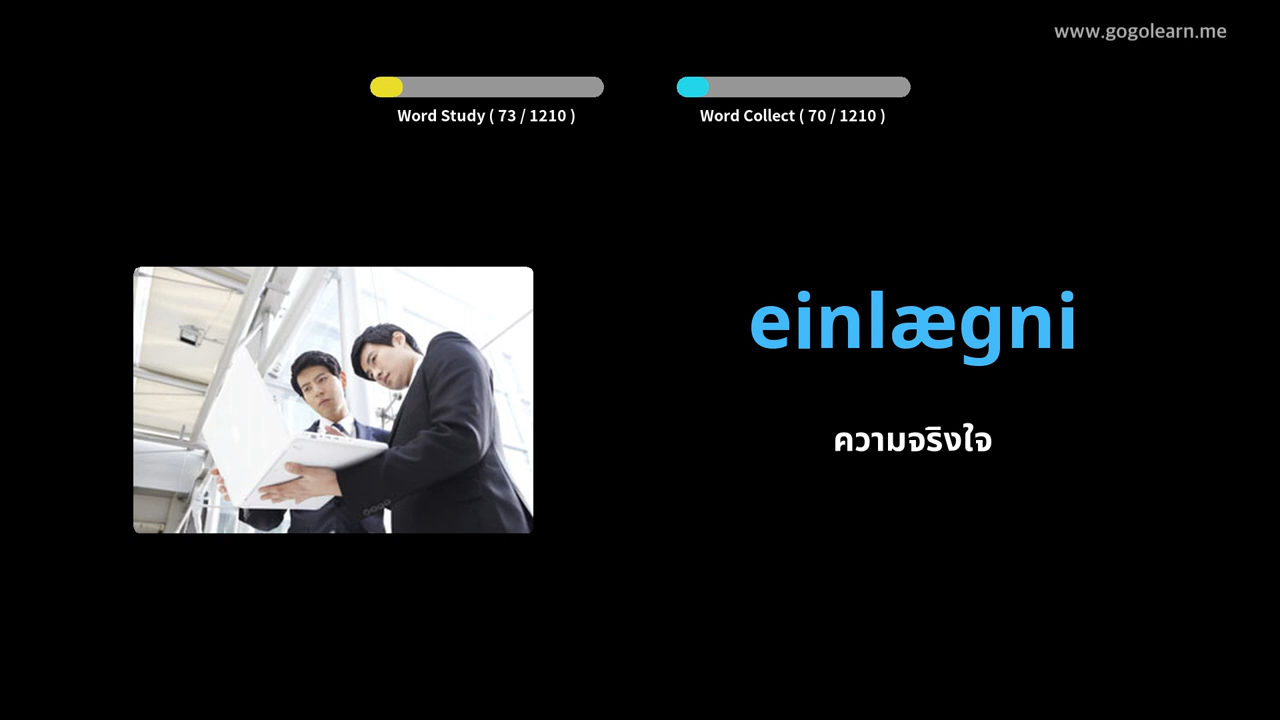 www.gogolearn.me
Word Study ( 73 / 1210 )
Word Collect ( 70 / 1210 )
einlægni
ความจริงใจ